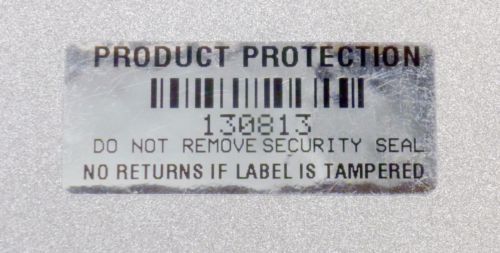 PRODUCT PROTECTION
130813
DO NOT REMOVE SECURITY SEAL
NO RETURNS IF LABEL IS TAMPERED